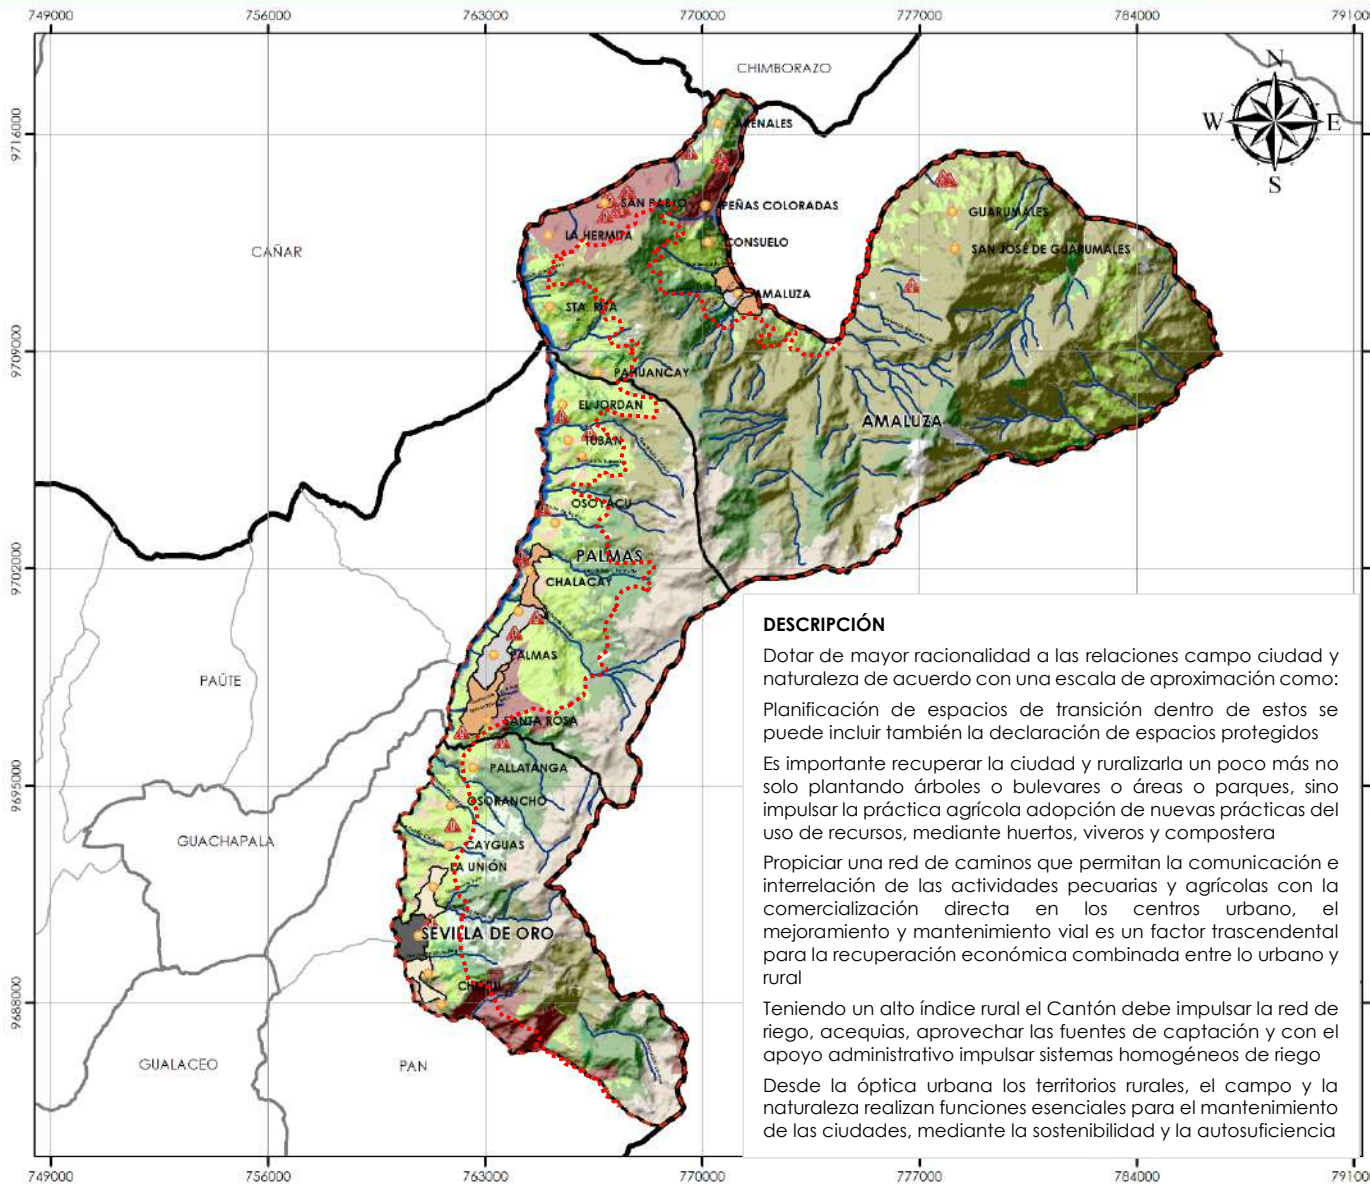 749000 756000 763000 770000 777000 784000 791000
CHIMBORAZO
N
W E
S
9716000
ARENALES
SAN PABLO
PEÑAS COLORADAS
GUARUMALES
LA HERMITA
CONSUELO
SAN JOSÉ DE GUARUMALES
CAÑAR
AMALUZA
STA. RITA
9709000
PAHUANCAY
EL JORDAN
AMALUZA
TUBAN
OSOYACU
PALMAS
9702000
CHALACAY
PALMAS
PAÚTE
SANTA ROSA
PALLATANGA
9695000
OSORANCHO
GUACHAPALA
CAYGUAS
LA UNIÓN
SEVILLA DE ORO
9688000
GUALACEO
PAN
DESCRIPCIÓN
Dotar de mayor racionalidad a las relaciones campo ciudad y
naturaleza de acuerdo con una escala de aproximación como:
Planificación de espacios de transición dentro de estos se
puede incluir también la declaración de espacios protegidos
Es importante recuperar la ciudad y ruralizarla un poco más no
solo plantando árboles o bulevares o áreas o parques, sino
impulsar la práctica agrícola adopción de nuevas prácticas del
uso de recursos, mediante huertos, viveros y compostera
Propiciar una red de caminos que permitan la comunicación e
interrelación de las actividades pecuarias y agrícolas con la
comercialización directa en los centros urbano, el
mejoramiento y mantenimiento vial es un factor trascendental
para la recuperación económica combinada entre lo urbano y
rural
Teniendo un alto índice rural el Cantón debe impulsar la red de
riego, acequias, aprovechar las fuentes de captación y con el
apoyo administrativo impulsar sistemas homogéneos de riego
Desde la óptica urbana los territorios rurales, el campo y la
naturaleza realizan funciones esenciales para el mantenimiento
de las ciudades, mediante la sostenibilidad y la autosuficiencia
749000 756000 763000 770000 777000 784000 791000